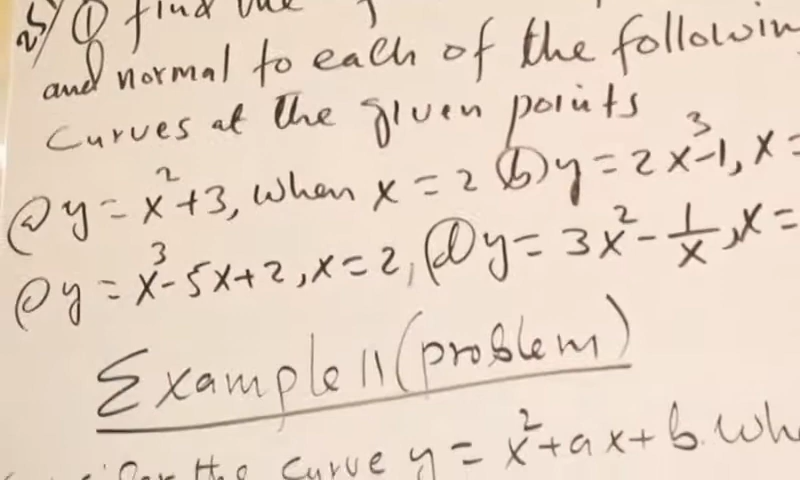 25/ ① find the
and normal to each of the following
curves at the given points
ⓐ y = x² + 3, when x = 2 ⓑ y = 2x³ - 1, x =
ⓒ y = x³ - 5x + 2, x = 2, ⓓ y = 3x² - 1/x, x =
Example 11 (problem)
the curve y = x² + ax + b. Whe